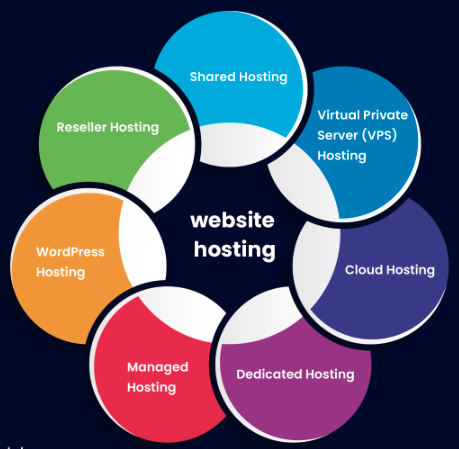 Shared Hosting
Virtual Private
Server (VPS)
Hosting
Cloud Hosting
Dedicated Hosting
Managed
Hosting
WordPress
Hosting
Reseller Hosting
website
hosting